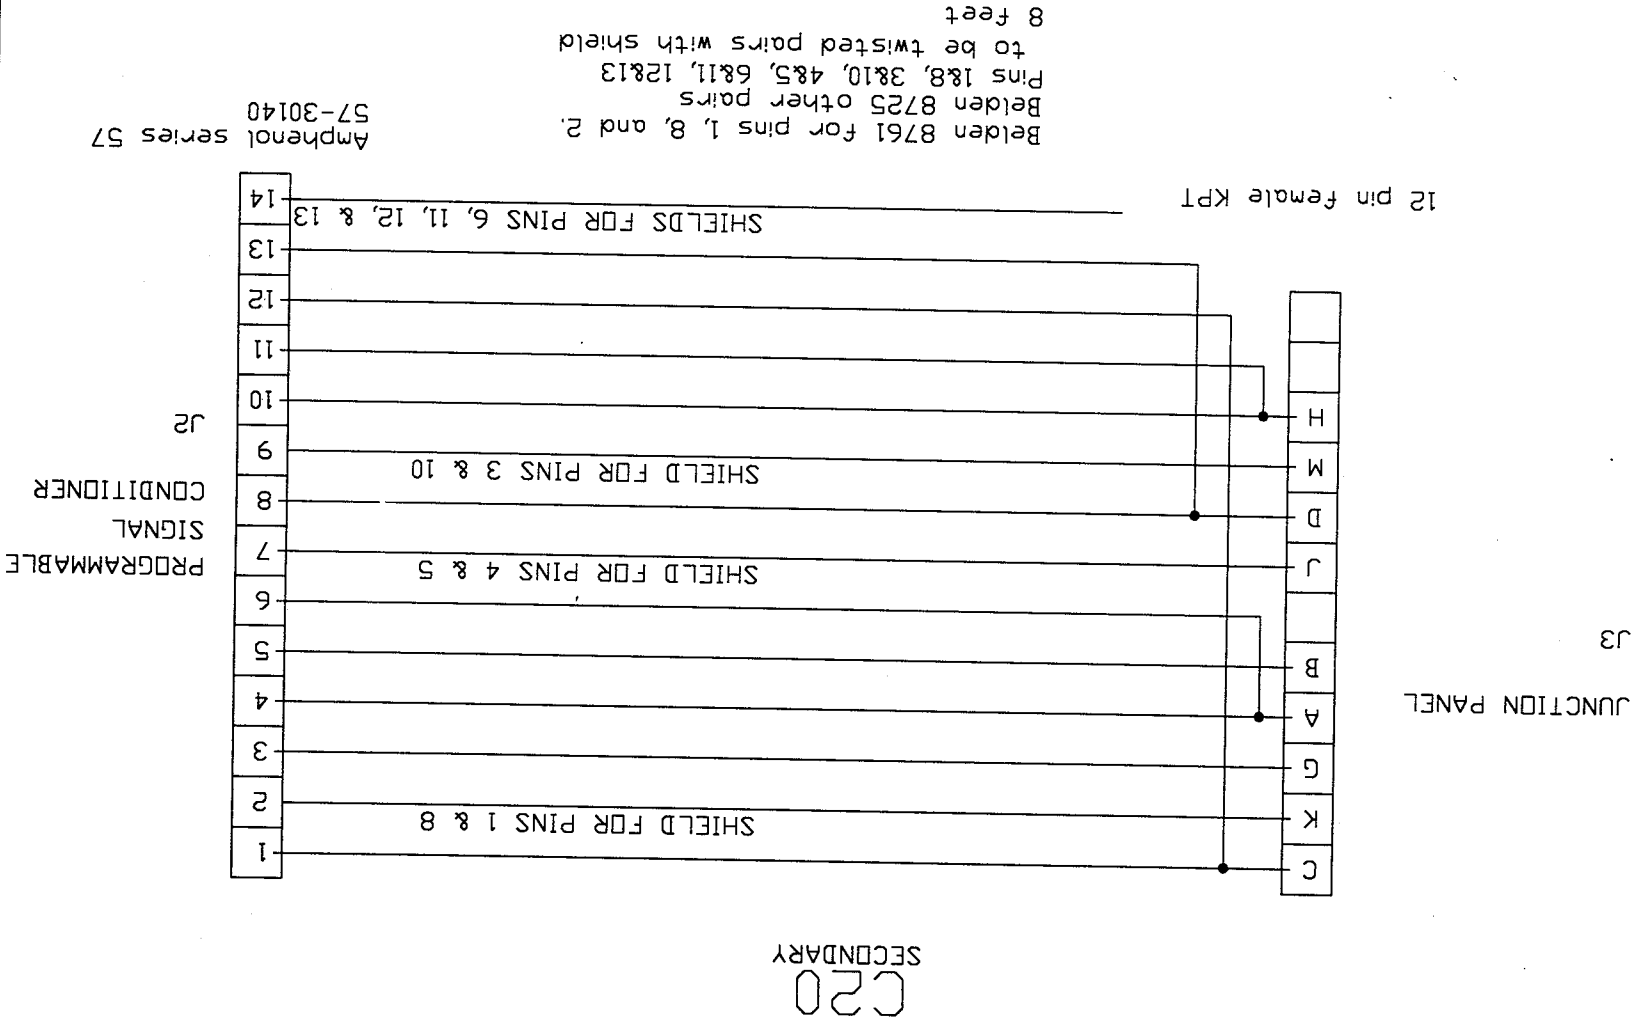 C20
SECONDARY
JUNCTION PANEL
J3
C
K
G
A
B
J
D
M
H
12 pin female KPT
SHIELD FOR PINS 1 & 8
SHIELD FOR PINS 4 & 5
SHIELD FOR PINS 3 & 10
SHIELDS FOR PINS 6, 11, 12, & 13
1
2
3
4
5
6
7
8
9
10
11
12
13
14
PROGRAMMABLE
SIGNAL
CONDITIONER
J2
Amphenol series 57
57-30140
Belden 8761 for pins 1, 8, and 2.
Belden 8725 other pairs
Pins 1&8, 3&10, 4&5, 6&11, 12&13
to be twisted pairs with shield
8 feet